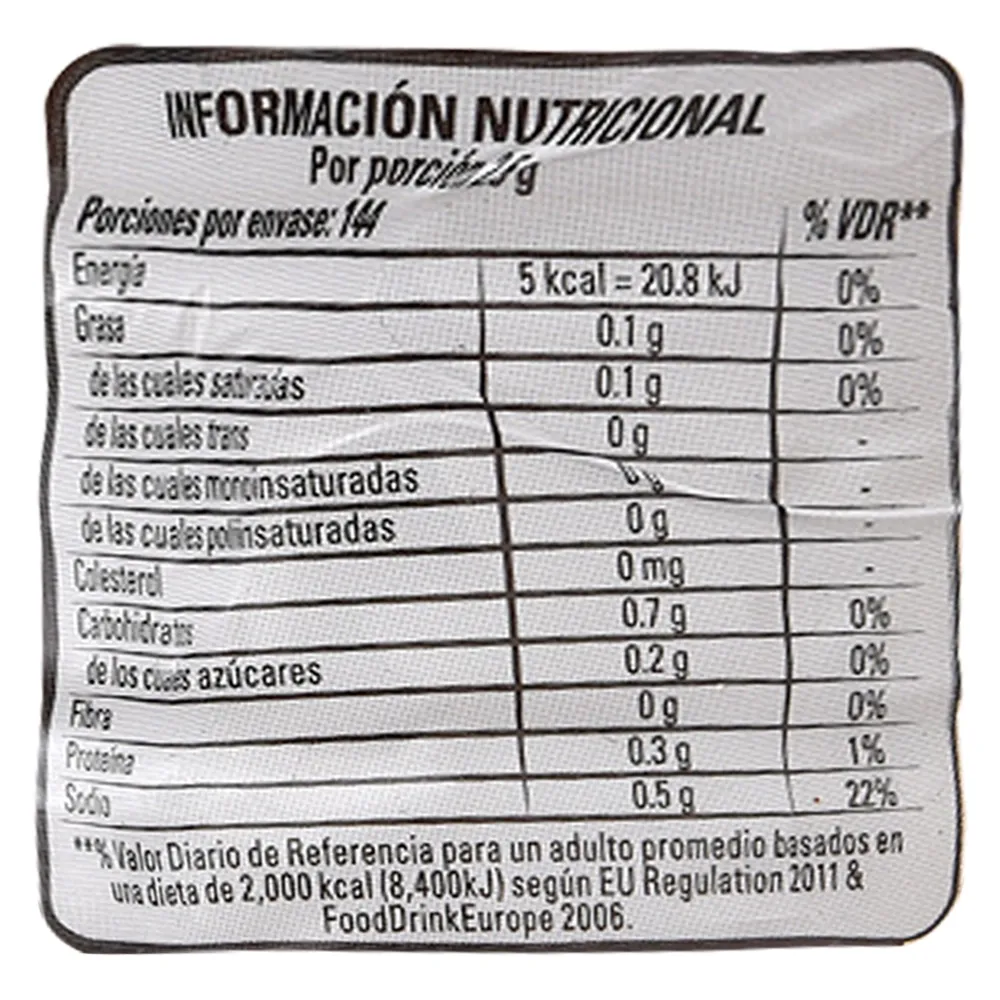 INFORMACIÓN NUTRICIONAL
Por porción g
Porciones por envase: 144 % VDR**
Energía 5 kcal = 20.8 kJ 0%
Grasa 0.1 g 0%
de las cuales saturadas 0.1 g 0%
de las cuales trans 0 g -
de las cuales monoinsaturadas -
de las cuales poliinsaturadas 0 g -
Colesterol 0 mg -
Carbohidratos 0.7 g 0%
de los cuales azúcares 0.2 g 0%
Fibra 0 g 0%
Proteína 0.3 g 1%
Sodio 0.5 g 22%
**% Valor Diario de Referencia para un adulto promedio basados en
una dieta de 2,000 kcal (8,400kJ) según EU Regulation 2011 &
FoodDrinkEurope 2006.